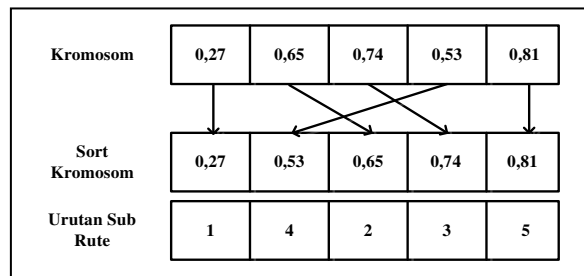 Kromosom 0,27 0,65 0,74 0,53 0,81
Sort
Kromosom 0,27 0,53 0,65 0,74 0,81
Urutan Sub
Rute 1 4 2 3 5